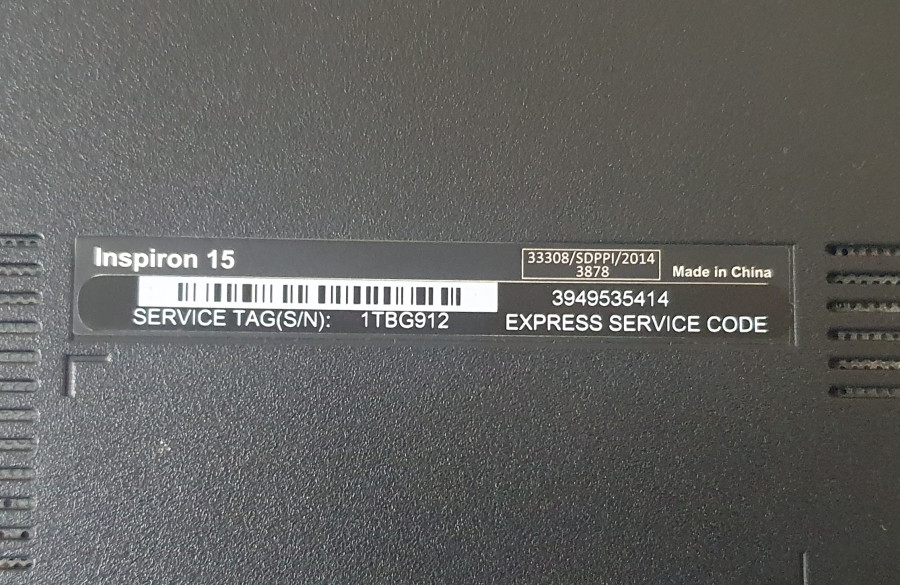 Inspiron 15
33308/SDPPI/2014
3878
Made in China
3949535414
SERVICE TAG(S/N): 1TBG912
EXPRESS SERVICE CODE